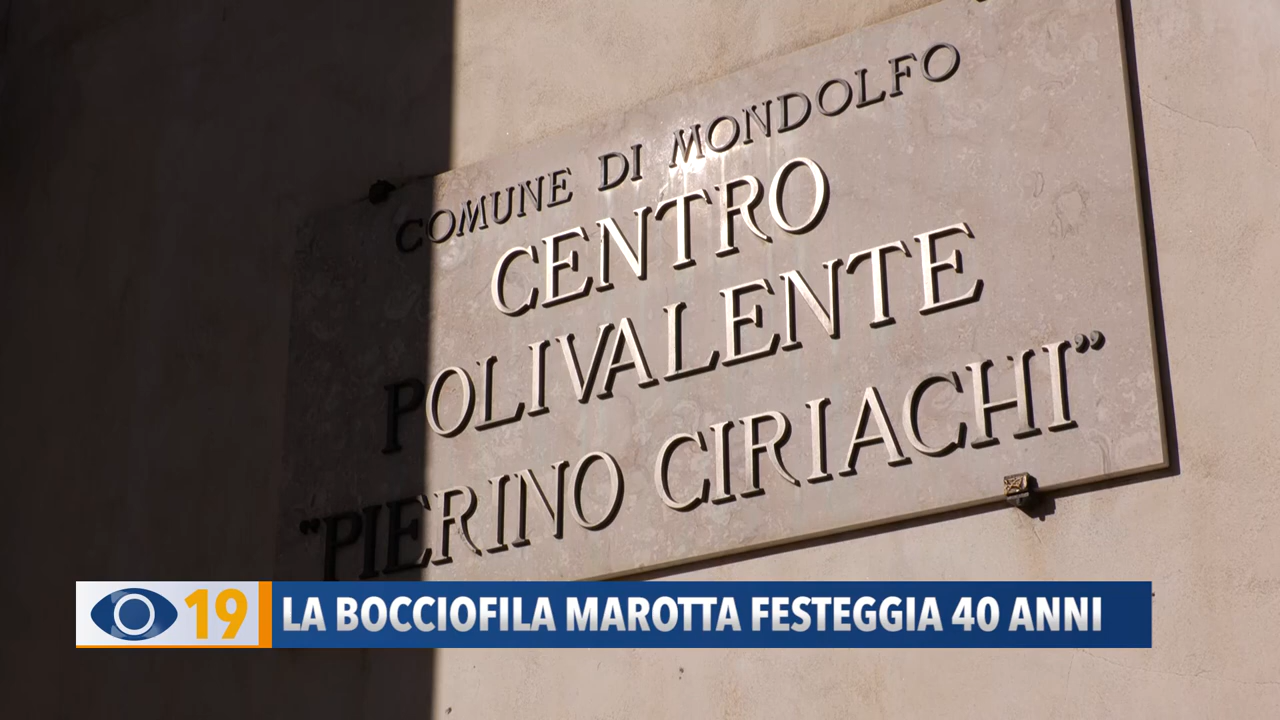 COMUNE DI MONDOLFO
CENTRO
POLIVALENTE
"PIERINO CIRIACHI"
19 LA BOCCIOFILA MAROTTA FESTEGGIA 40 ANNI